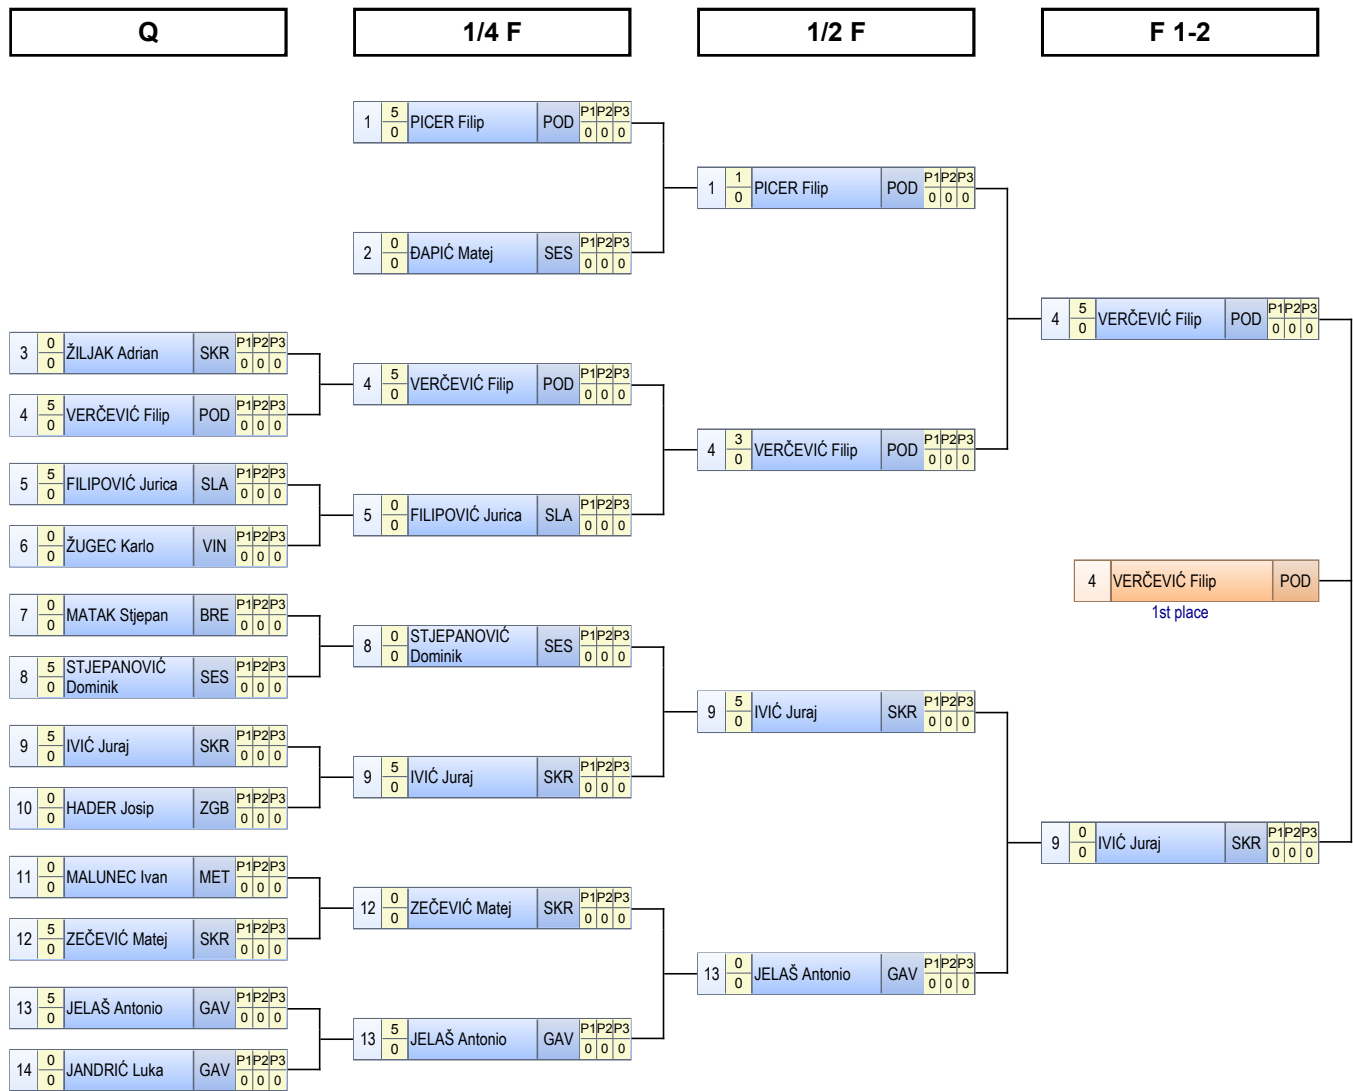 Q
1/4 F
1/2 F
F 1-2
1 5 0 PICER Filip POD P1 P2 P3 0 0 0
2 0 0 ĐAPIĆ Matej SES P1 P2 P3 0 0 0
3 0 0 ŽILJAK Adrian SKR P1 P2 P3 0 0 0
4 5 0 VERČEVIĆ Filip POD P1 P2 P3 0 0 0
5 5 0 FILIPOVIĆ Jurica SLA P1 P2 P3 0 0 0
6 0 0 ŽUGEC Karlo VIN P1 P2 P3 0 0 0
7 0 0 MATAK Stjepan BRE P1 P2 P3 0 0 0
8 5 0 STJEPANOVIĆ
Dominik SES P1 P2 P3 0 0 0
9 5 0 IVIĆ Juraj SKR P1 P2 P3 0 0 0
10 0 0 HADER Josip ZGB P1 P2 P3 0 0 0
11 0 0 MALUNEC Ivan MET P1 P2 P3 0 0 0
12 5 0 ZEČEVIĆ Matej SKR P1 P2 P3 0 0 0
13 5 0 JELAŠ Antonio GAV P1 P2 P3 0 0 0
14 0 0 JANDRIĆ Luka GAV P1 P2 P3 0 0 0
4 5 0 VERČEVIĆ Filip POD P1 P2 P3 0 0 0
5 0 0 FILIPOVIĆ Jurica SLA P1 P2 P3 0 0 0
8 0 0 STJEPANOVIĆ
Dominik SES P1 P2 P3 0 0 0
9 5 0 IVIĆ Juraj SKR P1 P2 P3 0 0 0
12 0 0 ZEČEVIĆ Matej SKR P1 P2 P3 0 0 0
13 5 0 JELAŠ Antonio GAV P1 P2 P3 0 0 0
1 1 0 PICER Filip POD P1 P2 P3 0 0 0
4 3 0 VERČEVIĆ Filip POD P1 P2 P3 0 0 0
9 5 0 IVIĆ Juraj SKR P1 P2 P3 0 0 0
13 0 0 JELAŠ Antonio GAV P1 P2 P3 0 0 0
4 5 0 VERČEVIĆ Filip POD P1 P2 P3 0 0 0
4 VERČEVIĆ Filip POD
1st place
9 0 0 IVIĆ Juraj SKR P1 P2 P3 0 0 0